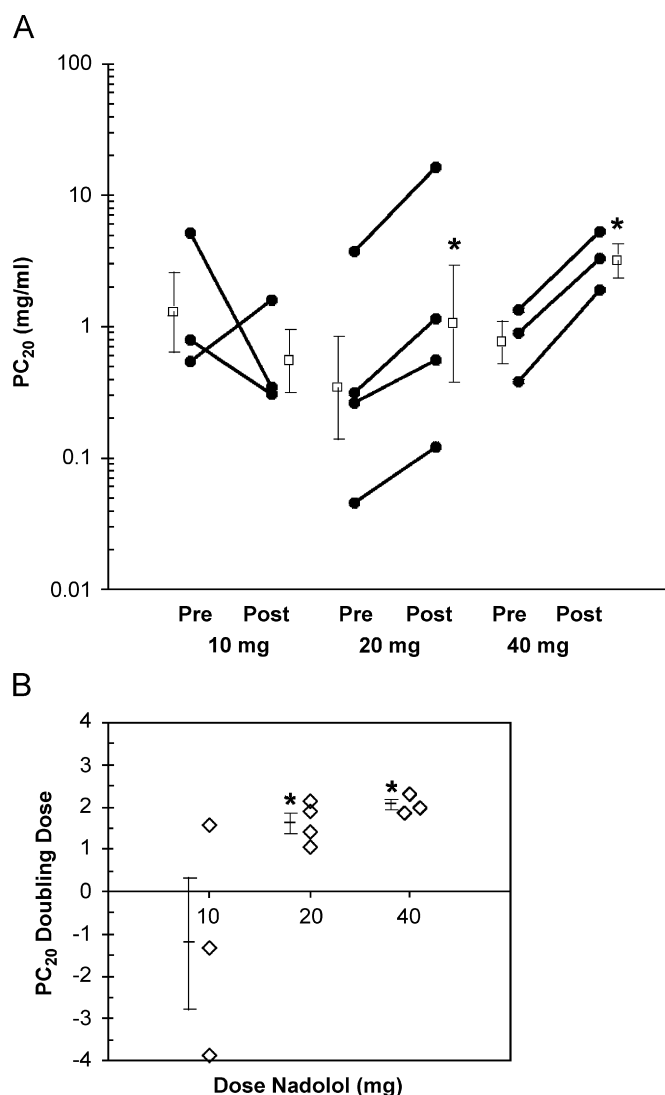 A
100
10
1
0.1
0.01
PC20 (mg/ml)
*
*
Pre Post Pre Post Pre Post
10 mg 20 mg 40 mg
B
4
3
2
1
0
-1
-2
-3
-4
PC20 Doubling Dose
*
*
10 20 40
Dose Nadolol (mg)